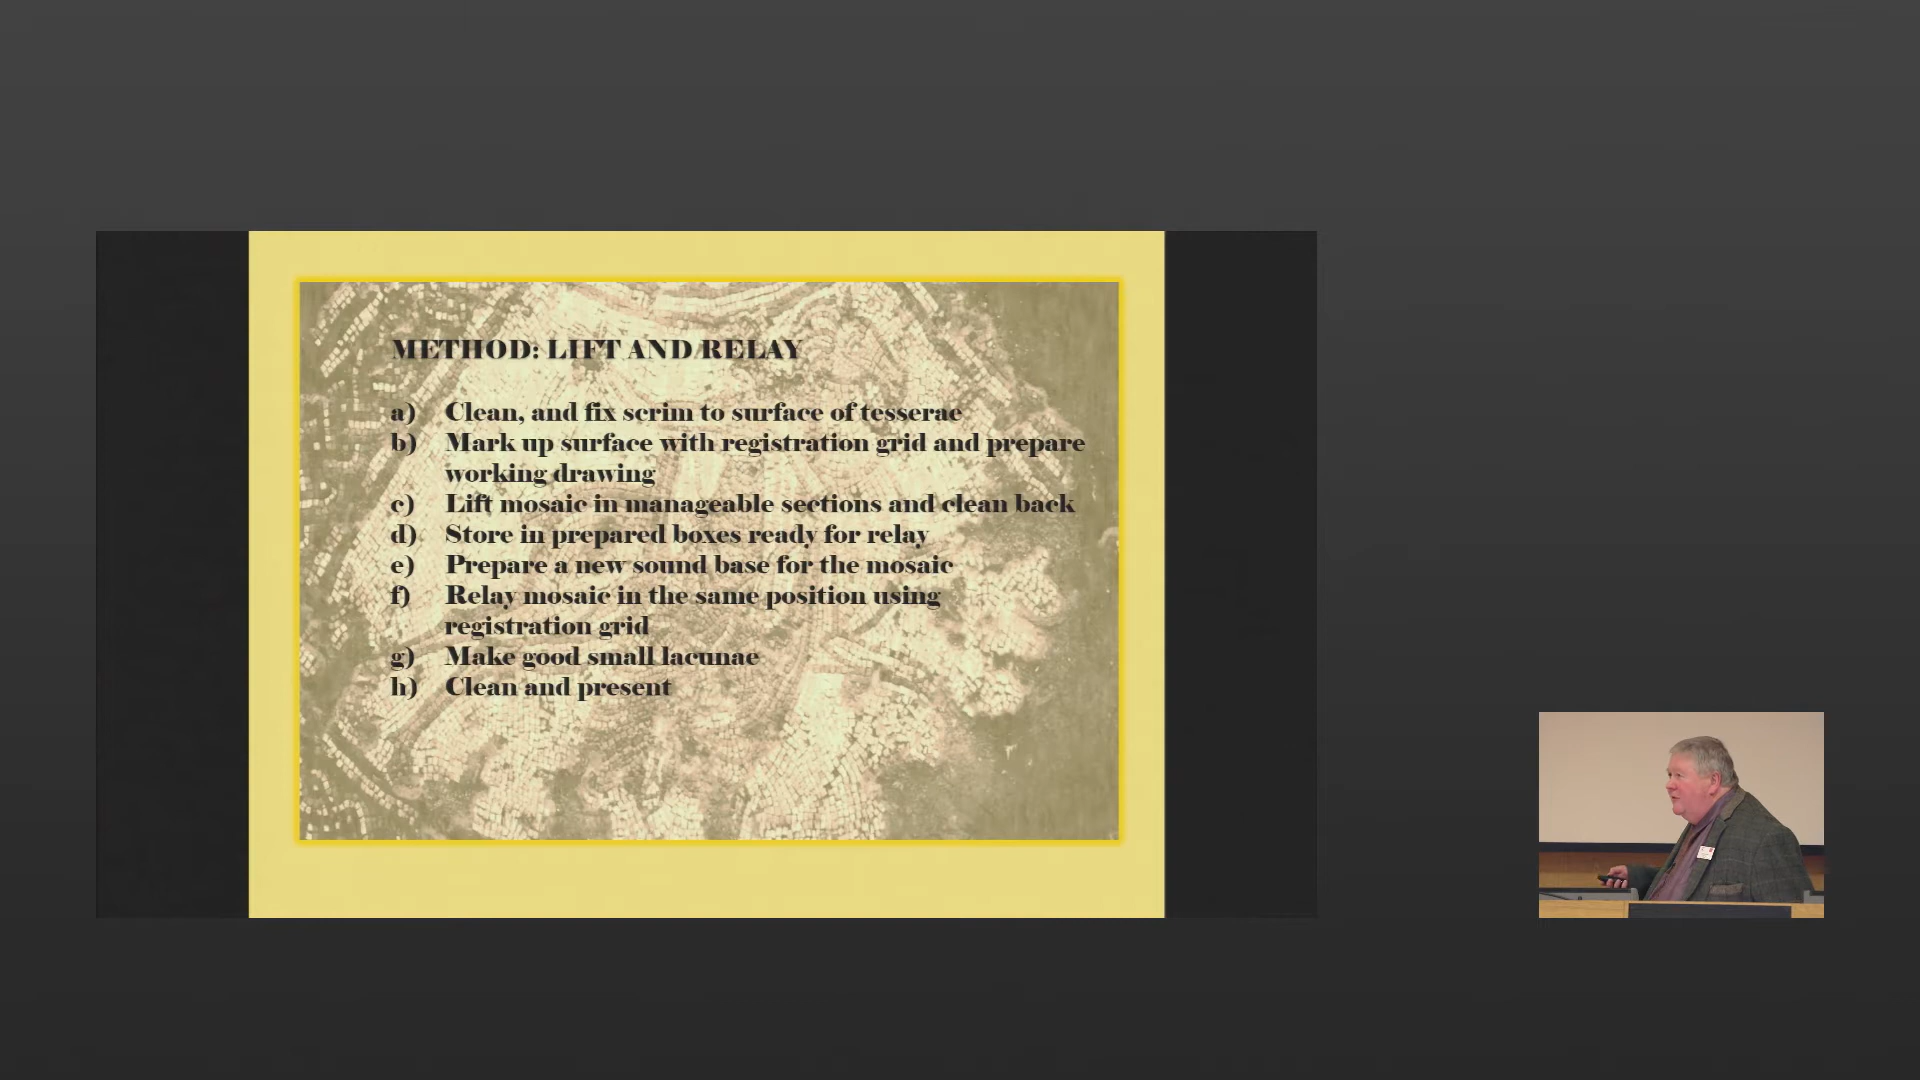 METHOD: LIFT AND RELAY
a) Clean, and fix scrim to surface of tesserae
b) Mark up surface with registration grid and prepare
working drawing
c) Lift mosaic in manageable sections and clean back
d) Store in prepared boxes ready for relay
e) Prepare a new sound base for the mosaic
f) Relay mosaic in the same position using
registration grid
g) Make good small lacunae
h) Clean and present